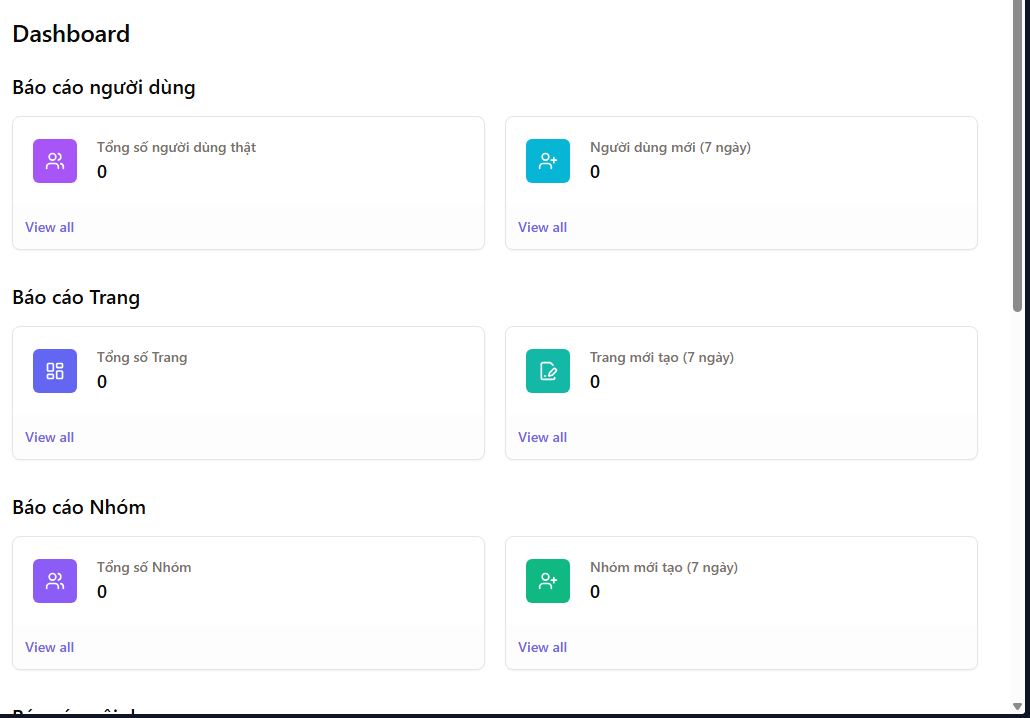 Dashboard
Báo cáo người dùng
Tổng số người dùng thật
0
View all
Người dùng mới (7 ngày)
0
View all
Báo cáo Trang
Tổng số Trang
0
View all
Trang mới tạo (7 ngày)
0
View all
Báo cáo Nhóm
Tổng số Nhóm
0
View all
Nhóm mới tạo (7 ngày)
0
View all